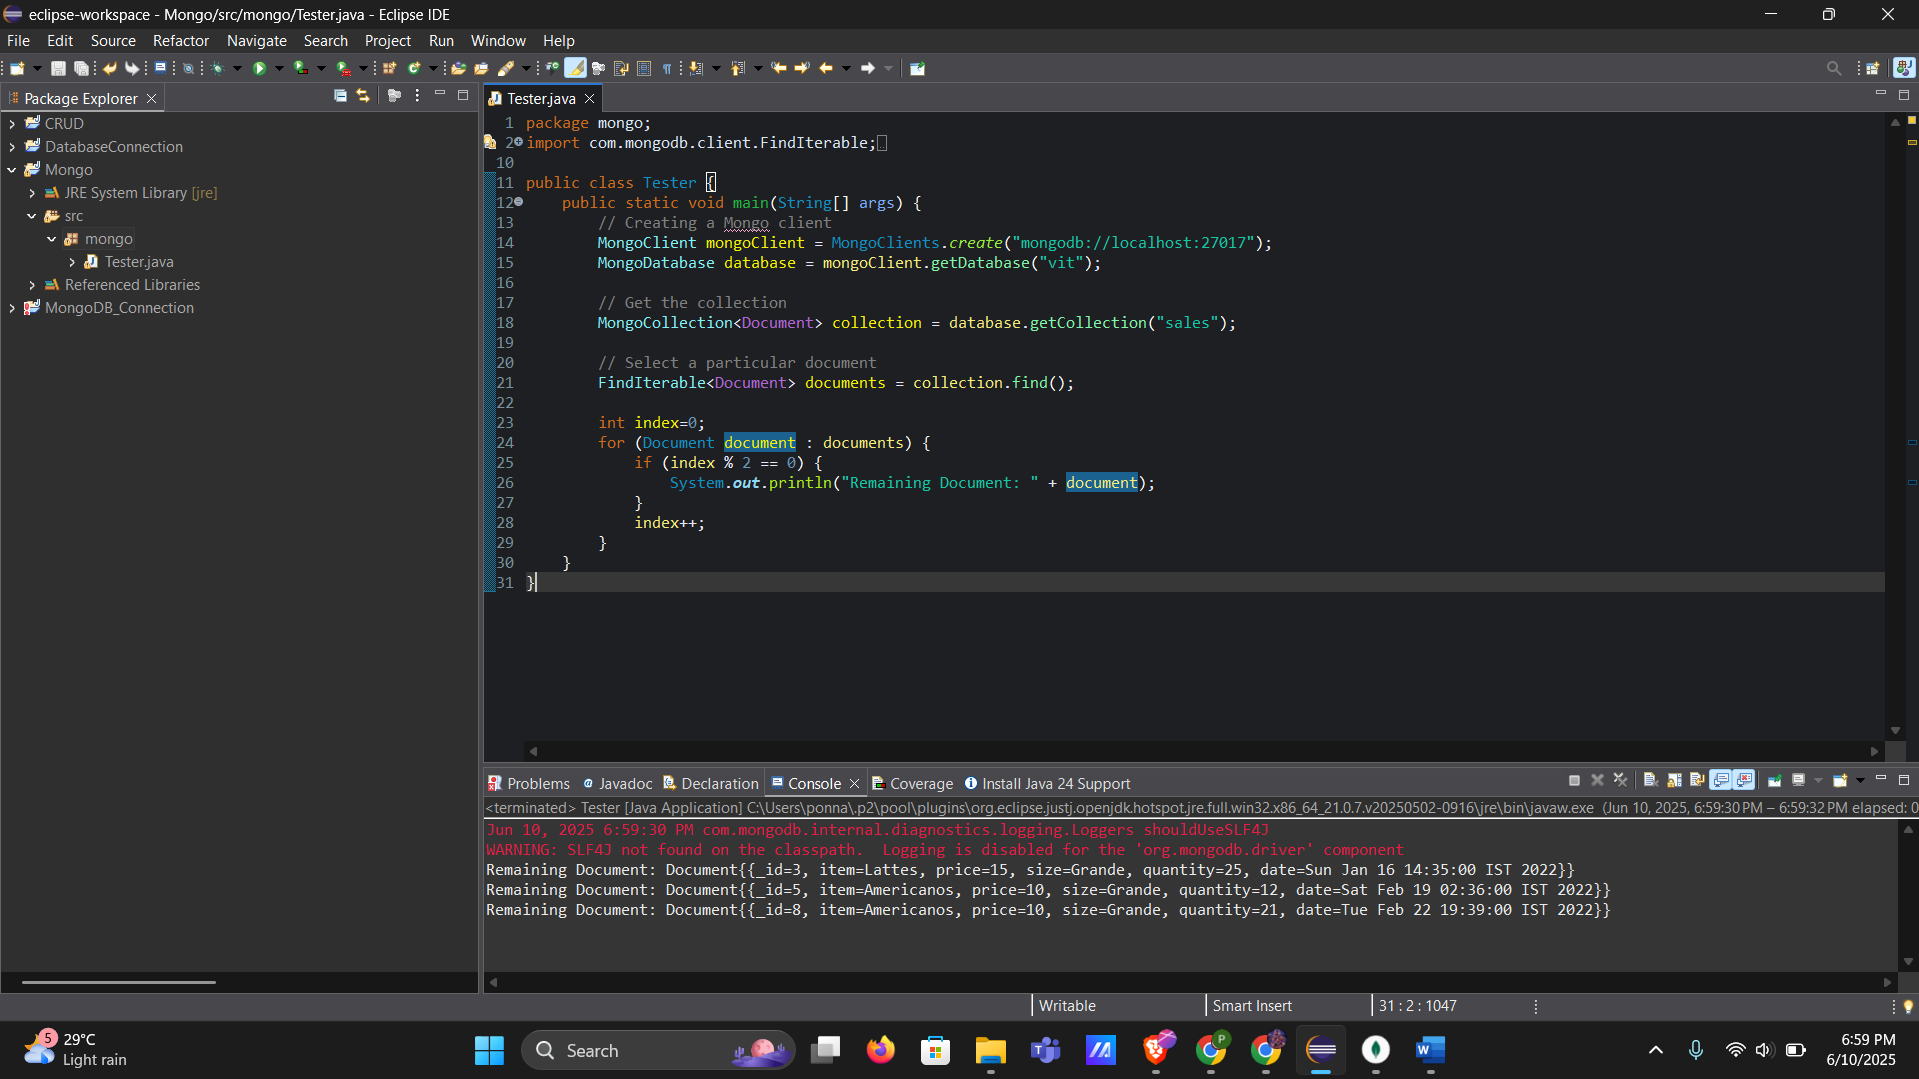 eclipse-workspace - Mongo/src/mongo/Tester.java - Eclipse IDE
File Edit Source Refactor Navigate Search Project Run Window Help
Package Explorer
CRUD
DatabaseConnection
Mongo
JRE System Library [jre]
src
mongo
Tester.java
Referenced Libraries
MongoDB_Connection
Tester.java
1 package mongo;
2 import com.mongodb.client.FindIterable;
10
11 public class Tester {
12 public static void main(String[] args) {
13 // Creating a Mongo client
14 MongoClient mongoClient = MongoClients.create("mongodb://localhost:27017");
15 MongoDatabase database = mongoClient.getDatabase("vit");
16
17 // Get the collection
18 MongoCollection<Document> collection = database.getCollection("sales");
19
20 // Select a particular document
21 FindIterable<Document> documents = collection.find();
22
23 int index=0;
24 for (Document document : documents) {
25 if (index % 2 == 0) {
26 System.out.println("Remaining Document: " + document);
27 }
28 index++;
29 }
30 }
31 }
Problems Javadoc Declaration Console Coverage Install Java 24 Support
<terminated> Tester [Java Application] C:\Users\ponna\.p2\pool\plugins\org.eclipse.justj.openjdk.hotspot.jre.full.win32.x86_64_21.0.7.v20250502-0916\jre\bin\javaw.exe (Jun 10, 2025, 6:59:30 PM – 6:59:32 PM elapsed: 0
Jun 10, 2025 6:59:30 PM com.mongodb.internal.diagnostics.logging.Loggers shouldUseSLF4J
WARNING: SLF4J not found on the classpath.  Logging is disabled for the 'org.mongodb.driver' component
Remaining Document: Document{{_id=3, item=Lattes, price=15, size=Grande, quantity=25, date=Sun Jan 16 14:35:00 IST 2022}}
Remaining Document: Document{{_id=5, item=Americanos, price=10, size=Grande, quantity=12, date=Sat Feb 19 02:36:00 IST 2022}}
Remaining Document: Document{{_id=8, item=Americanos, price=10, size=Grande, quantity=21, date=Tue Feb 22 19:39:00 IST 2022}}
Writable Smart Insert 31 : 2 : 1047
5
29°C
Light rain
Search
P
6:59 PM
6/10/2025